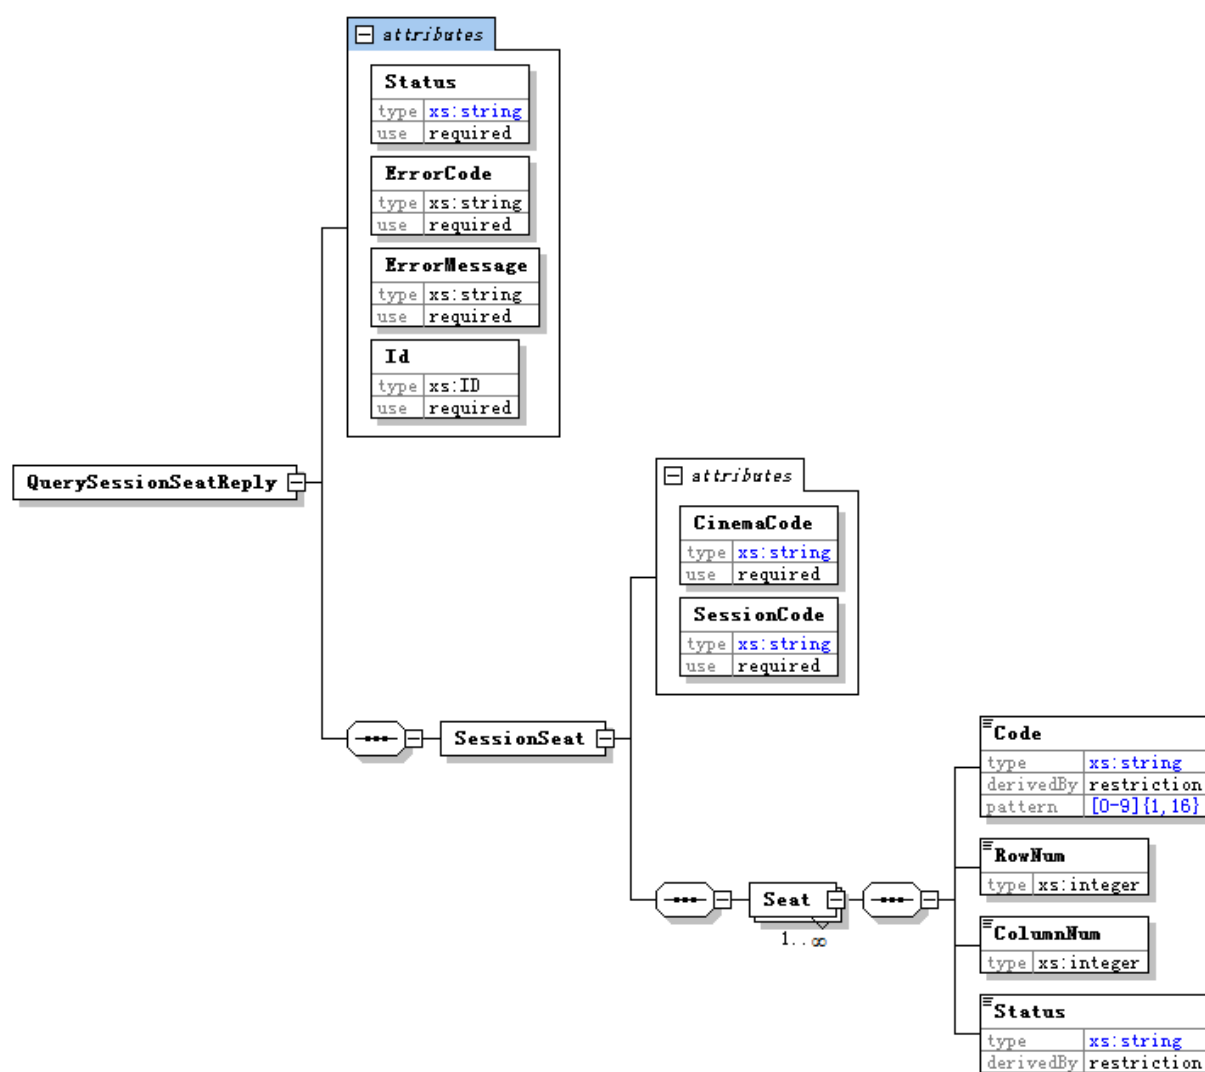 attributes
Status
type xs:string
use required
ErrorCode
type xs:string
use required
ErrorMessage
type xs:string
use required
Id
type xs:ID
use required
QuerySessionSeatReply
attributes
CinemaCode
type xs:string
use required
SessionCode
type xs:string
use required
SessionSeat
Seat
1..∞
Code
type xs:string
derivedBy restriction
pattern [0-9]{1,16}
RowNum
type xs:integer
ColumnNum
type xs:integer
Status
type xs:string
derivedBy restriction